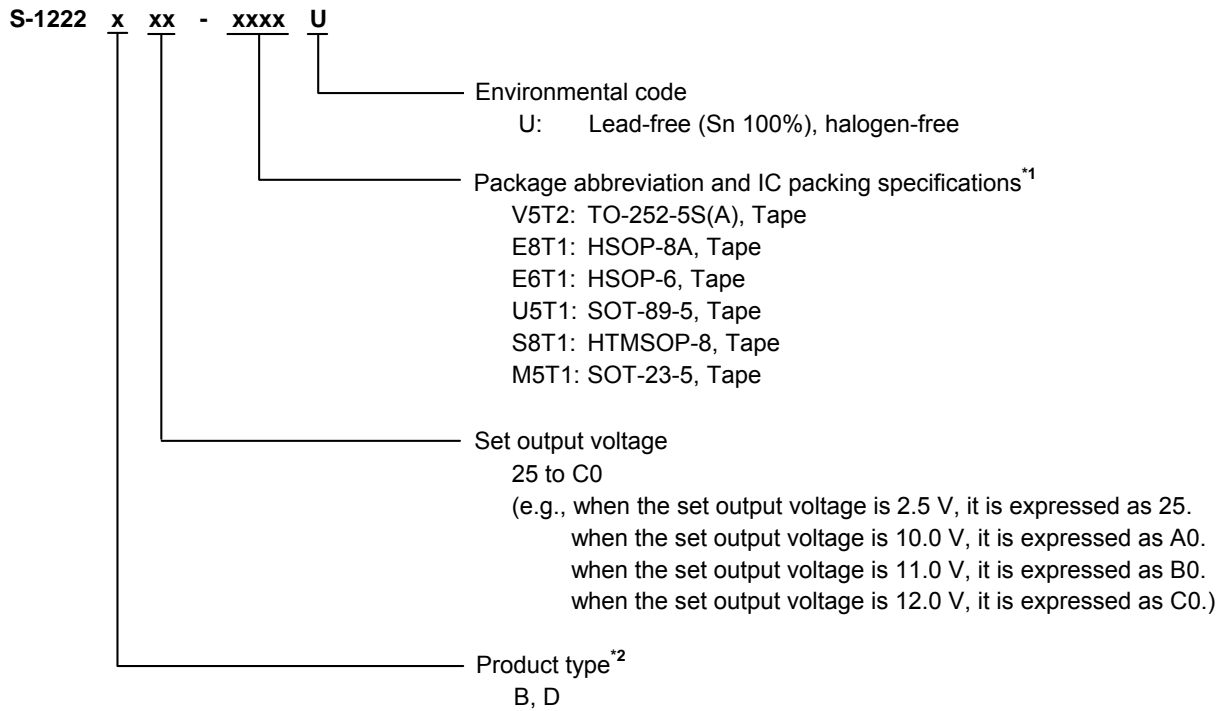 S-1222 x xx - xxxx U
Environmental code
U: Lead-free (Sn 100%), halogen-free
Package abbreviation and IC packing specifications*1
V5T2: TO-252-5S(A), Tape
E8T1: HSOP-8A, Tape
E6T1: HSOP-6, Tape
U5T1: SOT-89-5, Tape
S8T1: HTMSOP-8, Tape
M5T1: SOT-23-5, Tape
Set output voltage
25 to C0
(e.g., when the set output voltage is 2.5 V, it is expressed as 25.
when the set output voltage is 10.0 V, it is expressed as A0.
when the set output voltage is 11.0 V, it is expressed as B0.
when the set output voltage is 12.0 V, it is expressed as C0.)
Product type*2
B, D